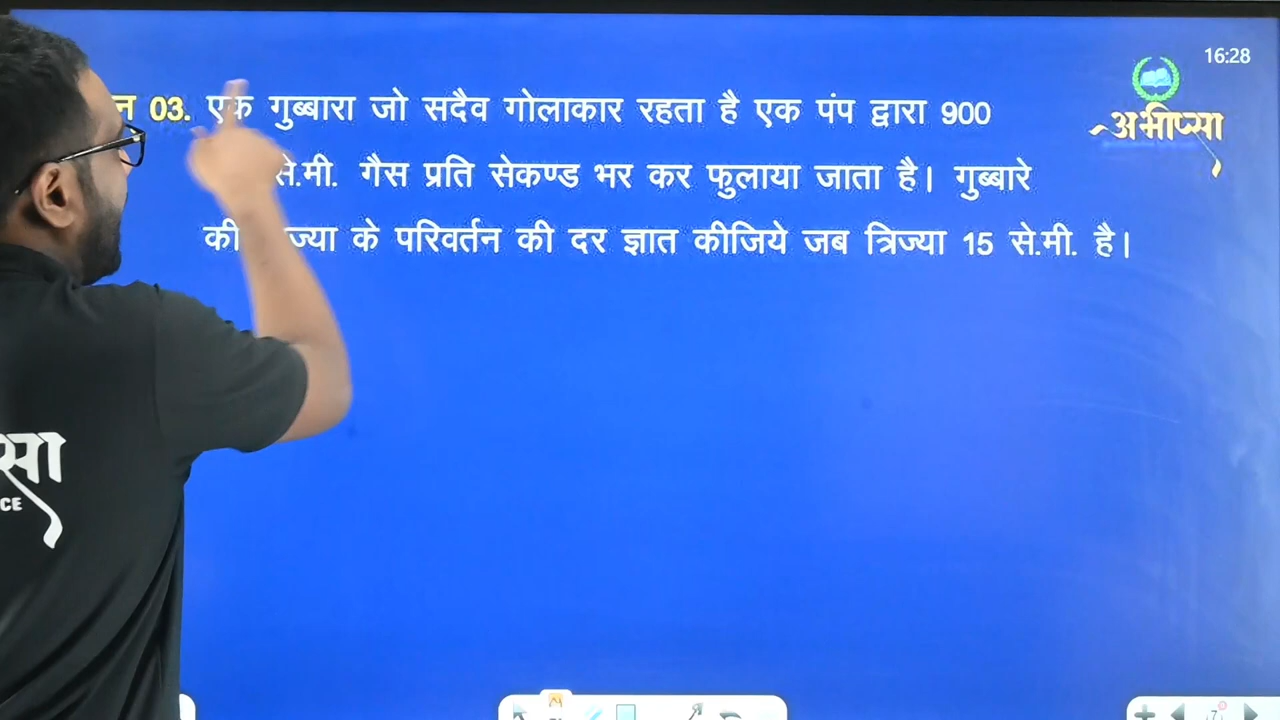 03. एक गुब्बारा जो सदैव गोलाकार रहता है एक पंप द्वारा 900
से.मी. गैस प्रति सेकण्ड भर कर फुलाया जाता है। गुब्बारे
की के परिवर्तन की दर ज्ञात कीजिये जब त्रिज्या 15 से.मी. है।
16:28
अभीप्सा